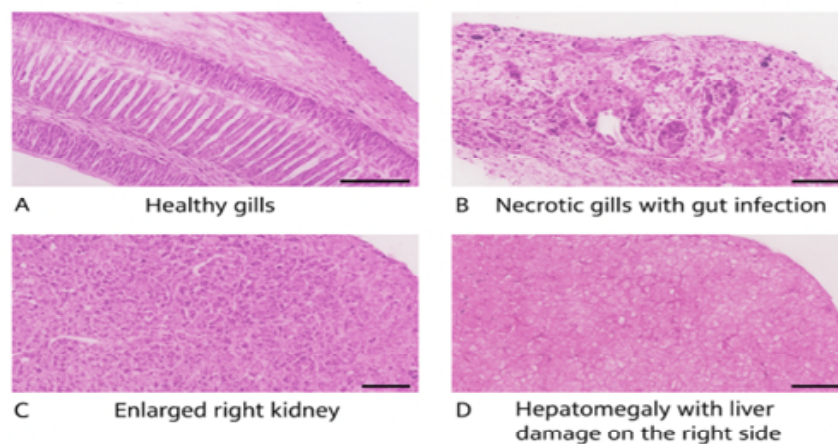 A Healthy gills
B Necrotic gills with gut infection
C Enlarged right kidney
D Hepatomegaly with liver
damage on the right side